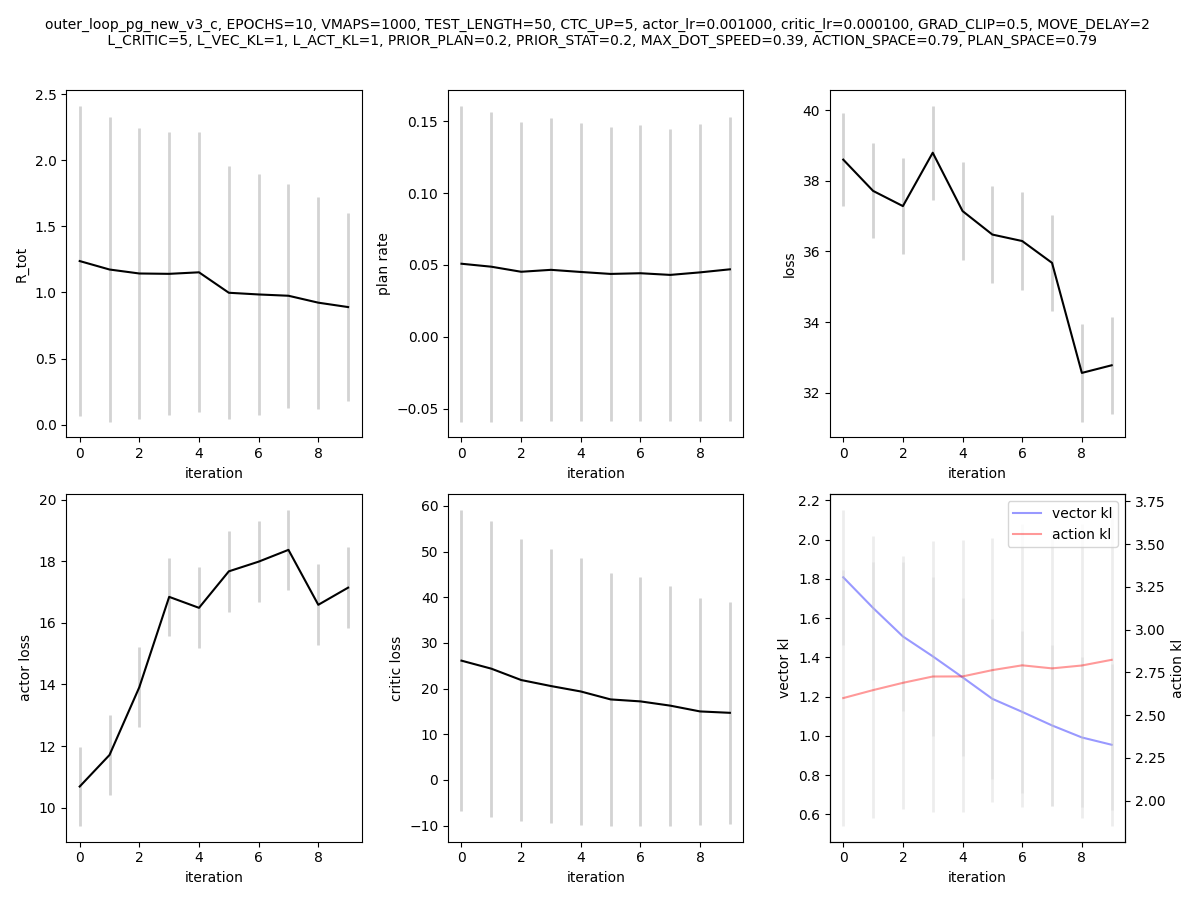 outer_loop_pg_new_v3_c, EPOCHS=10, VMAPS=1000, TEST_LENGTH=50, CTC_UP=5, actor_lr=0.001000, critic_lr=0.000100, GRAD_CLIP=0.5, MOVE_DELAY=2
L_CRITIC=5, L_VEC_KL=1, L_ACT_KL=1, PRIOR_PLAN=0.2, PRIOR_STAT=0.2, MAX_DOT_SPEED=0.39, ACTION_SPACE=0.79, PLAN_SPACE=0.79
R_tot
2.5
2.0
1.5
1.0
0.5
0.0
0 2 4 6 8
iteration
plan rate
0.15
0.10
0.05
0.00
−0.05
0 2 4 6 8
iteration
loss
40
38
36
34
32
0 2 4 6 8
iteration
actor loss
20
18
16
14
12
10
0 2 4 6 8
iteration
critic loss
60
50
40
30
20
10
0
−10
0 2 4 6 8
iteration
vector kl
2.2
2.0
1.8
1.6
1.4
1.2
1.0
0.8
0.6
0 2 4 6 8
iteration
vector kl
action kl
3.75
3.50
3.25
3.00
2.75
2.50
2.25
2.00
action kl